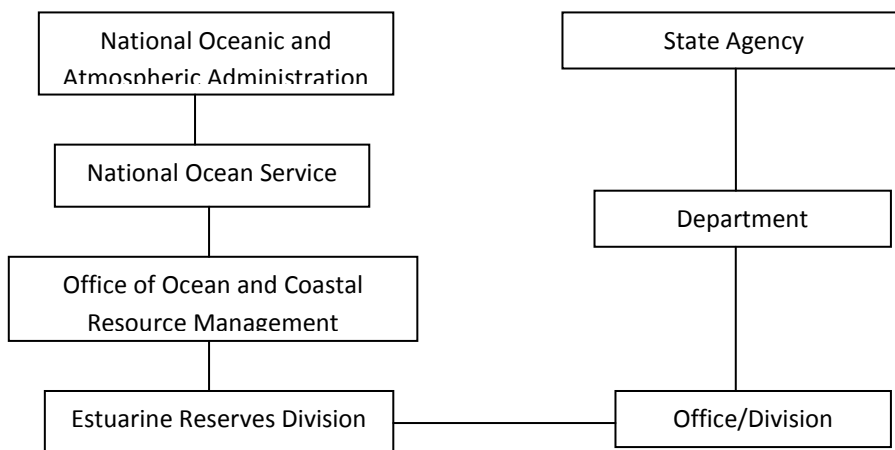 National Oceanic and
Atmospheric Administration
State Agency
National Ocean Service
Department
Office of Ocean and Coastal
Resource Management
Estuarine Reserves Division
Office/Division